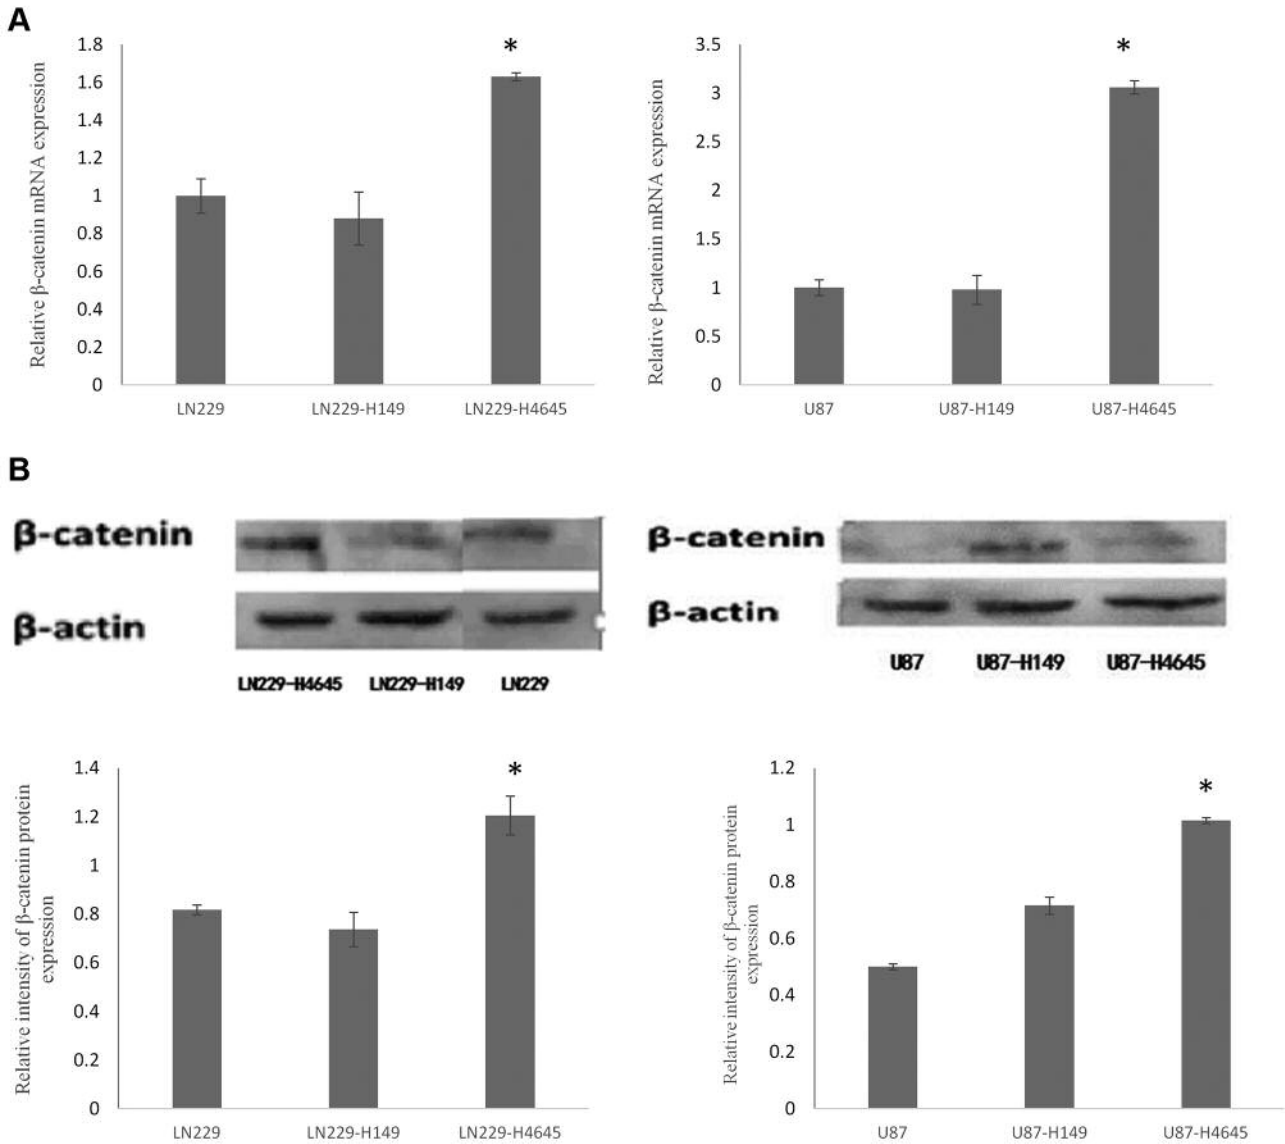 A
Relative β-catenin mRNA expression
1.8
1.6
1.4
1.2
1
0.8
0.6
0.4
0.2
0
*
LN229 LN229-H149 LN229-H4645
Relative β-catenin mRNA expression
3.5
3
2.5
2
1.5
1
0.5
0
*
U87 U87-H149 U87-H4645
B
β-catenin
β-actin
LN229-H4645 LN229-H149 LN229
β-catenin
β-actin
U87 U87-H149 U87-H4645
Relative intensity of β-catenin protein
expression
1.4
1.2
1
0.8
0.6
0.4
0.2
0
*
LN229 LN229-H149 LN229-H4645
Relative intensity of β-catenin protein
expression
1.2
1
0.8
0.6
0.4
0.2
0
*
U87 U87-H149 U87-H4645